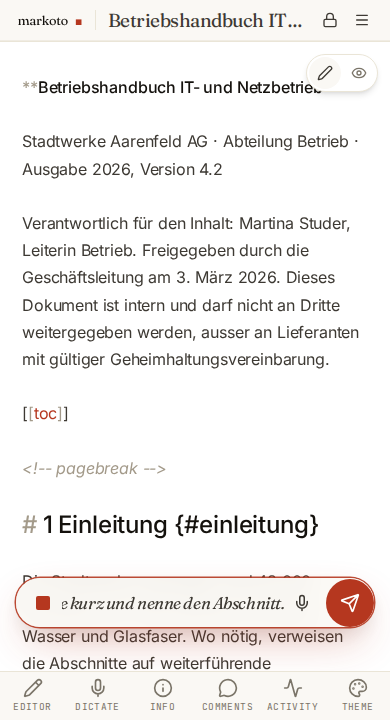 markoto
Betriebshandbuch IT…
**Betriebshandbuch IT- und Netzbetrieb
Stadtwerke Aarenfeld AG · Abteilung Betrieb ·
Ausgabe 2026, Version 4.2
Verantwortlich für den Inhalt: Martina Studer,
Leiterin Betrieb. Freigegeben durch die
Geschäftsleitung am 3. März 2026. Dieses
Dokument ist intern und darf nicht an Dritte
weitergegeben werden, ausser an Lieferanten
mit gültiger Geheimhaltungsvereinbarung.
[[toc]]
<!-- pagebreak -->
# 1 Einleitung {#einleitung}
kurz und nenne den Abschnitt.
Wasser und Glasfaser. Wo nötig, verweisen
die Abschnitte auf weiterführende
EDITOR
DICTATE
INFO
COMMENTS
ACTIVITY
THEME